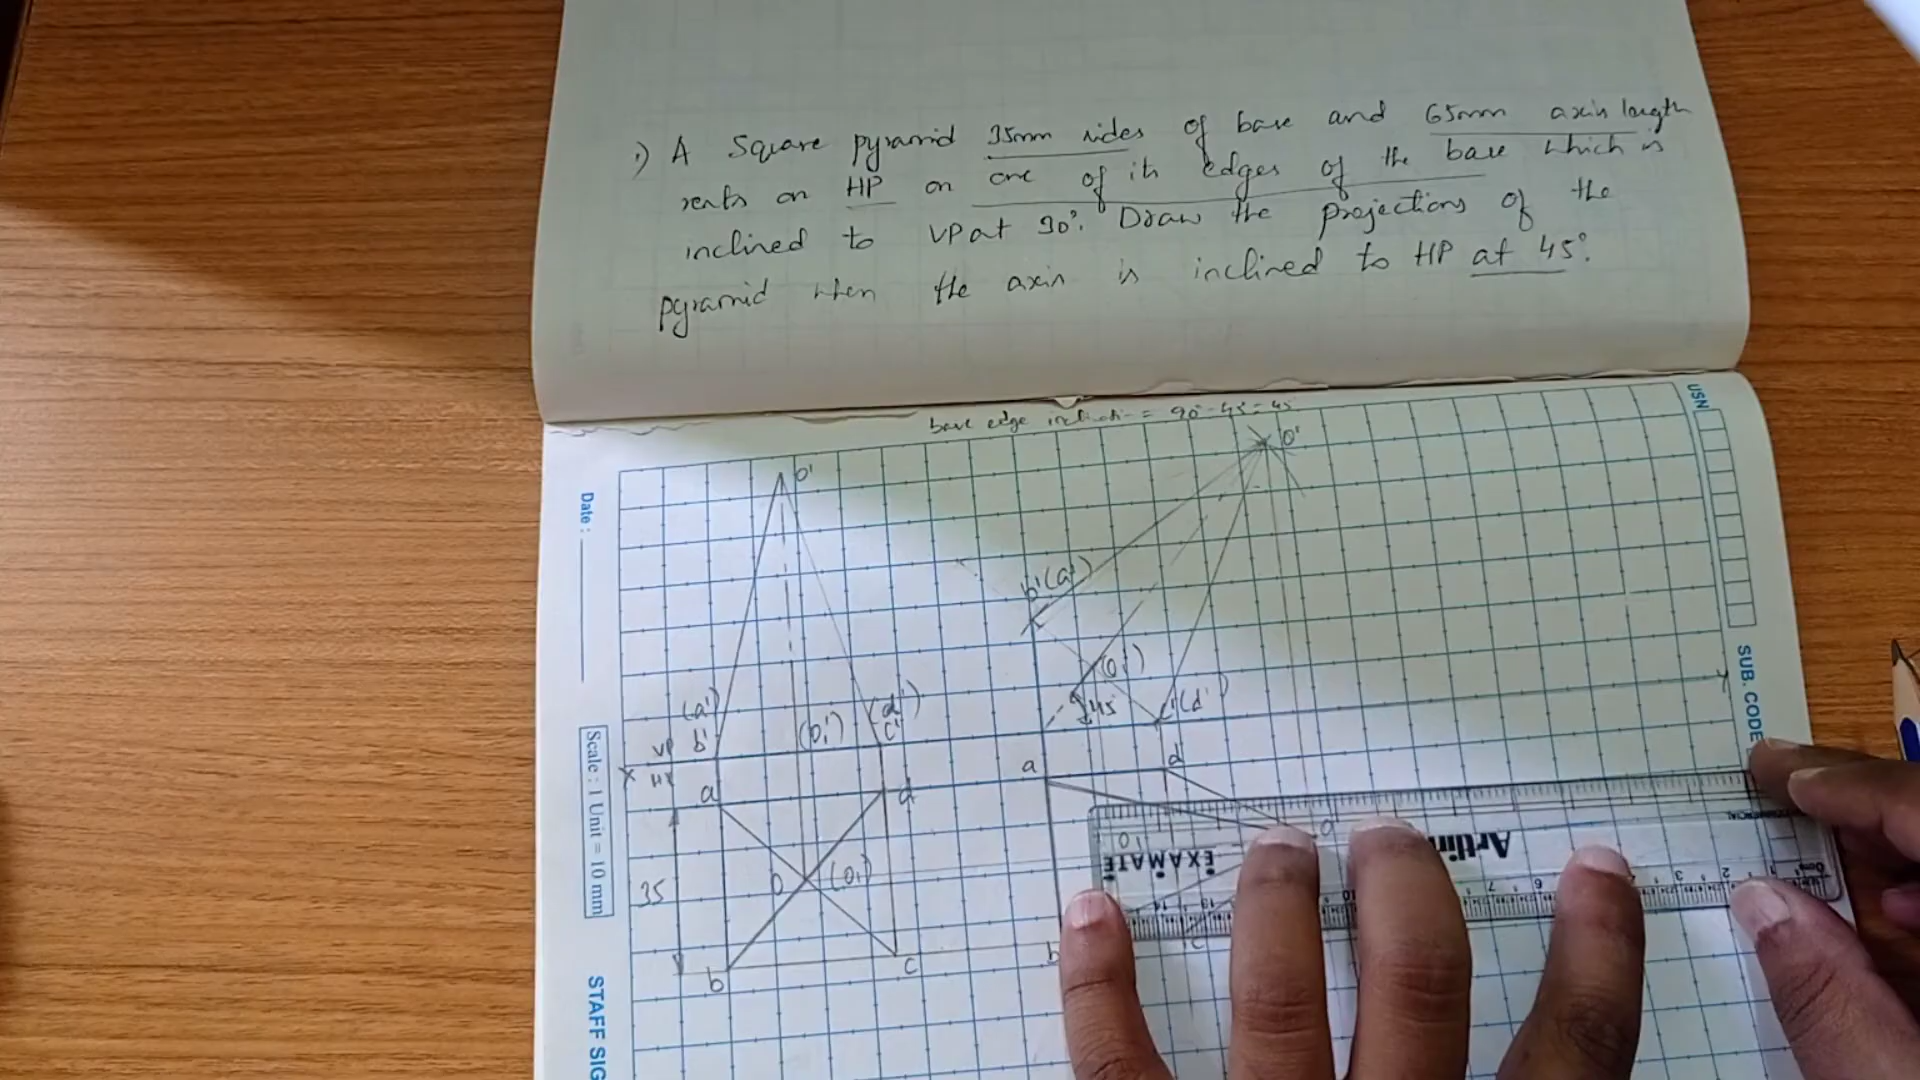 1) A square pyramid 35mm sides of base and 65mm axis length
rests on HP on one of its edges of the base which is
inclined to VP at 30°. Draw the projections of the
pyramid when the axis is inclined to HP at 45°.
base edge inclination = 90-45=45
USN
O'
O'
Date :
b'(a')
(o₁')
(a')
(d')
45
c'(d')
SUB. CODE
VP
b'
(o₁')
c'
X
HP
Y
Scale : 1 Unit = 10 mm
a
d
a
d
O
Artlin
EXAMATE
35
O
(o₁)
b
c
b
c
STAFF SIG